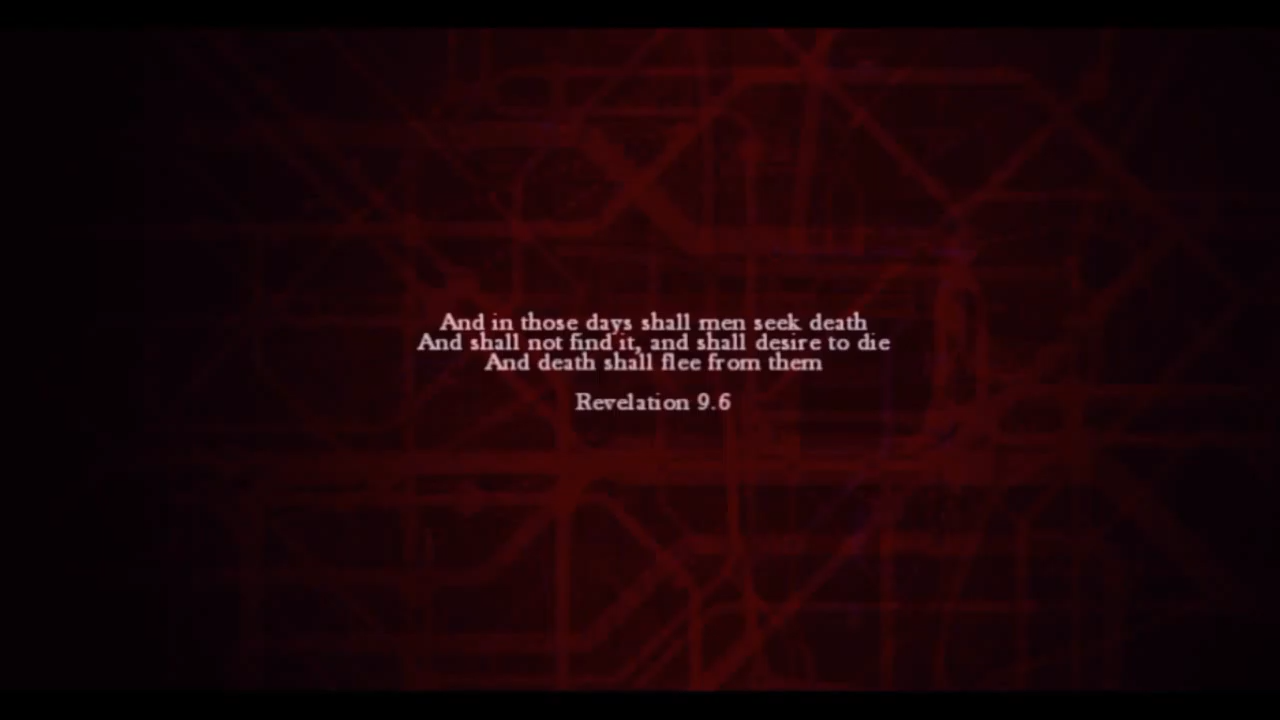 And in those days shall men seek death
And shall not find it, and shall desire to die
And death shall flee from them
Revelation 9.6